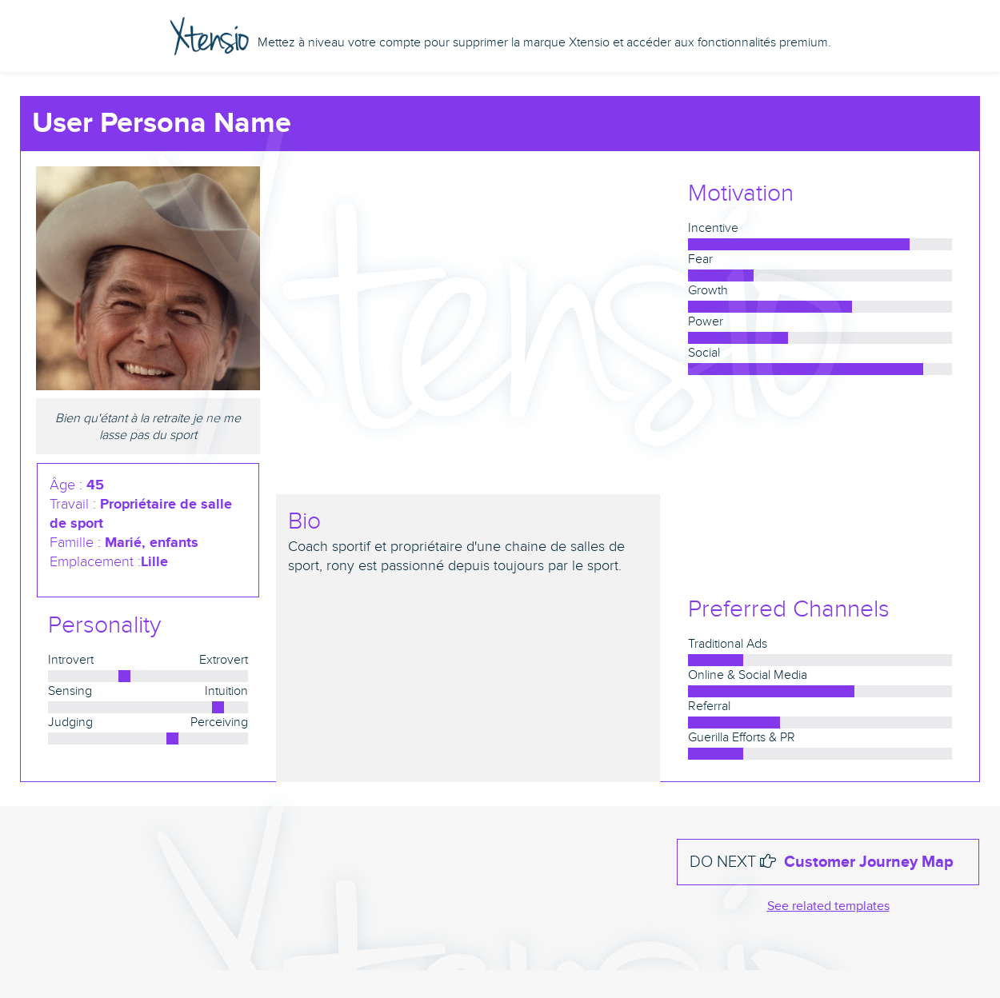 Xtensio Mettez à niveau votre compte pour supprimer la marque Xtensio et accéder aux fonctionnalités premium.
User Persona Name
Bien qu'étant à la retraite je ne me
lasse pas du sport
Âge : 45
Travail : Propriétaire de salle
de sport
Famille : Marié, enfants
Emplacement :Lille
Personality
Introvert Extrovert
Sensing Intuition
Judging Perceiving
Bio
Coach sportif et propriétaire d'une chaine de salles de
sport, rony est passionné depuis toujours par le sport.
Motivation
Incentive
Fear
Growth
Power
Social
Preferred Channels
Traditional Ads
Online & Social Media
Referral
Guerilla Efforts & PR
Xtensio
DO NEXT Customer Journey Map
See related templates
Xtensio